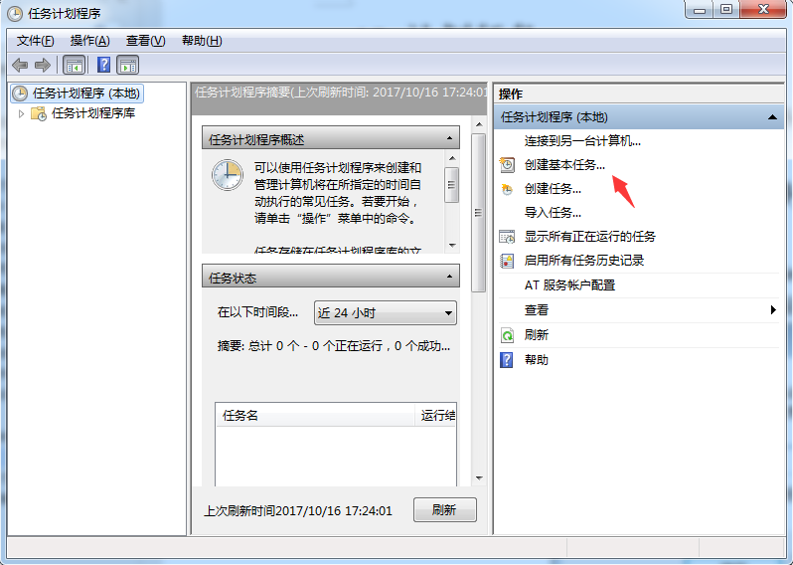 任务计划程序
文件(F) 操作(A) 查看(V) 帮助(H)
任务计划程序 (本地)
任务计划程序库
任务计划程序摘要(上次刷新时间: 2017/10/16 17:24:01
任务计划程序概述
可以使用任务计划程序来创建和
管理计算机将在所指定的时间自
动执行的常见任务。若要开始，
请单击“操作”菜单中的命令。
任务存储在任务计划程序库的文
任务状态
在以下时间段... 近 24 小时
摘要: 总计 0 个 - 0 个正在运行，0 个成功...
任务名 运行结
上次刷新时间2017/10/16 17:24:01 刷新
操作
任务计划程序 (本地)
连接到另一台计算机...
创建基本任务...
创建任务...
导入任务...
显示所有正在运行的任务
启用所有任务历史记录
AT 服务帐户配置
查看
刷新
帮助